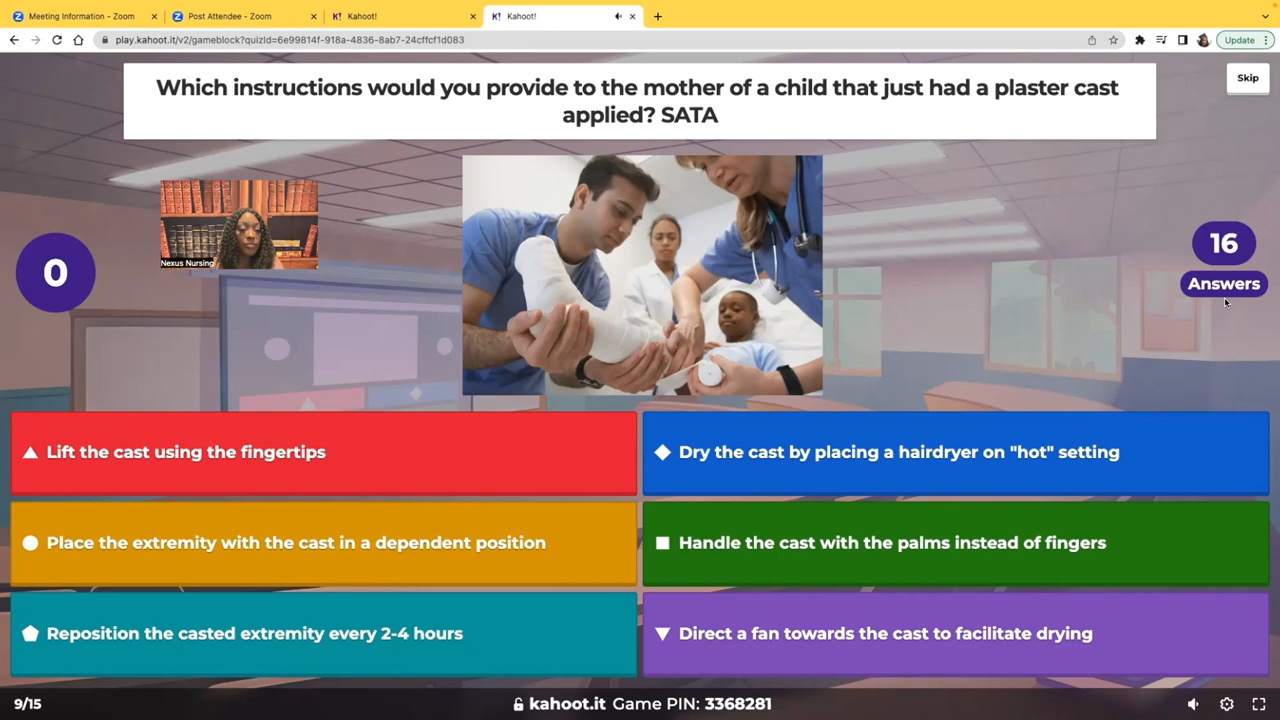 Meeting Information - Zoom
Post Attendee - Zoom
K! Kahoot!
K! Kahoot!
play.kahoot.it/v2/gameblock?quizId=6e99814f-918a-4836-8ab7-24cffcf1d083
Update
Which instructions would you provide to the mother of a child that just had a plaster cast
applied? SATA
Skip
Nexus Nursing
0
16
Answers
Lift the cast using the fingertips
Dry the cast by placing a hairdryer on "hot" setting
Place the extremity with the cast in a dependent position
Handle the cast with the palms instead of fingers
Reposition the casted extremity every 2-4 hours
Direct a fan towards the cast to facilitate drying
9/15
kahoot.it Game PIN: 3368281